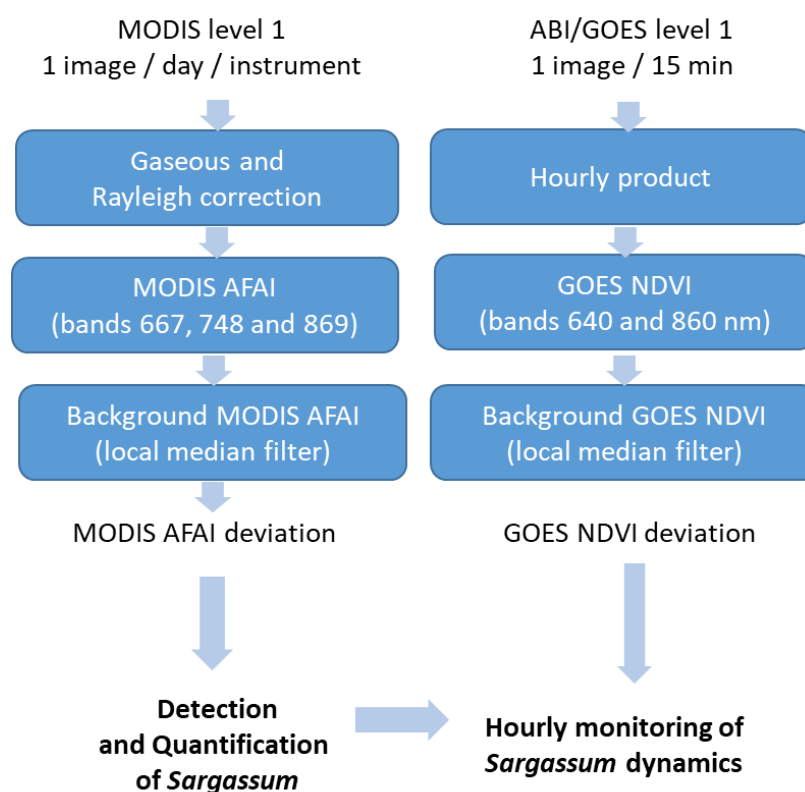 MODIS level 1
1 image / day / instrument
Gaseous and
Rayleigh correction
MODIS AFAI
(bands 667, 748 and 869)
Background MODIS AFAI
(local median filter)
MODIS AFAI deviation
Detection
and Quantification
of Sargassum
ABI/GOES level 1
1 image / 15 min
Hourly product
GOES NDVI
(bands 640 and 860 nm)
Background GOES NDVI
(local median filter)
GOES NDVI deviation
Hourly monitoring of
Sargassum dynamics